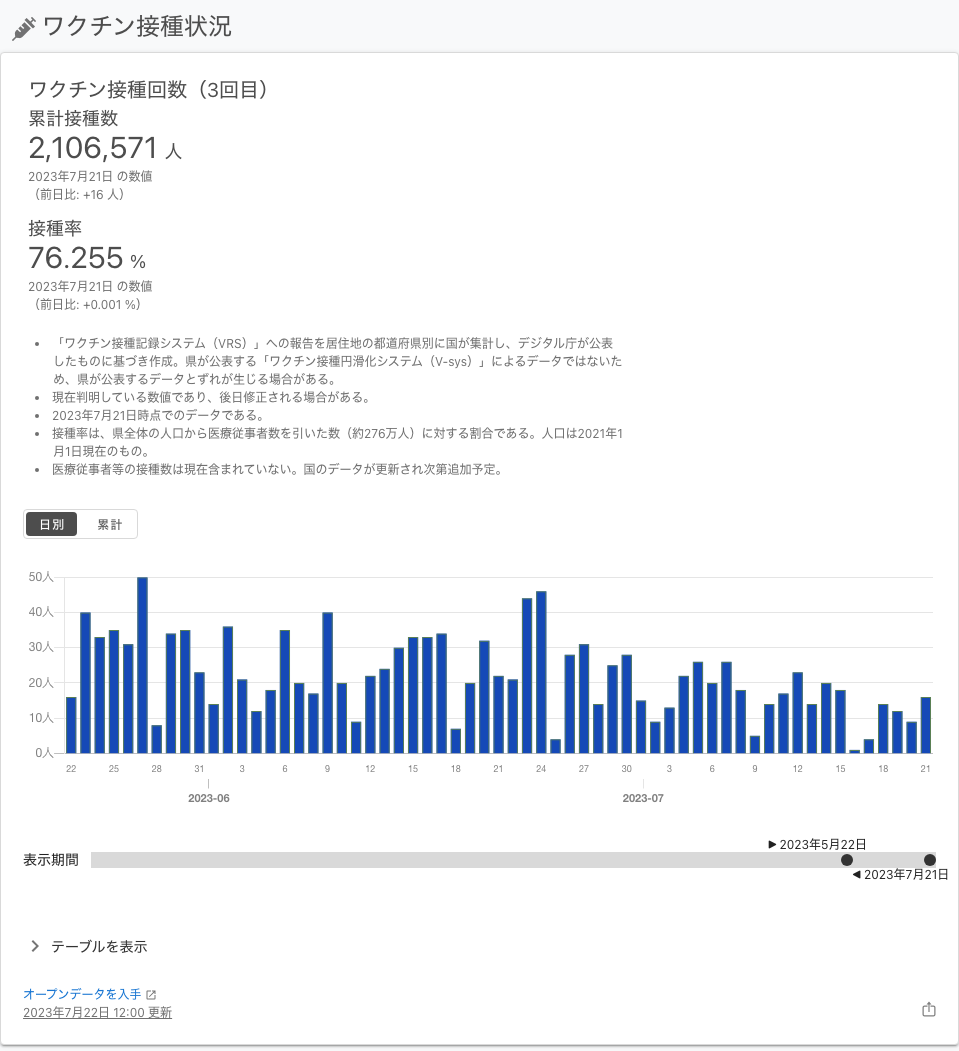 ワクチン接種状況
ワクチン接種回数（3回目）
累計接種数
2,106,571 人
2023年7月21日 の数値
（前日比: +16 人）
接種率
76.255 %
2023年7月21日 の数値
（前日比: +0.001 %）
• 「ワクチン接種記録システム（VRS）」への報告を居住地の都道府県別に国が集計し、デジタル庁が公表
したものに基づき作成。県が公表する「ワクチン接種円滑化システム（V-sys）」によるデータではないた
め、県が公表するデータとずれが生じる場合がある。
• 現在判明している数値であり、後日修正される場合がある。
• 2023年7月21日時点でのデータである。
• 接種率は、県全体の人口から医療従事者数を引いた数（約276万人）に対する割合である。人口は2021年1
月1日現在のもの。
• 医療従事者等の接種数は現在含まれていない。国のデータが更新され次第追加予定。
日別 累計
50人
40人
30人
20人
10人
0人
22 25 28 31 3 6 9 12 15 18 21 24 27 30 3 6 9 12 15 18 21
2023-06 2023-07
▶ 2023年5月22日
表示期間
◀ 2023年7月21日
テーブルを表示
オープンデータを入手
2023年7月22日 12:00 更新